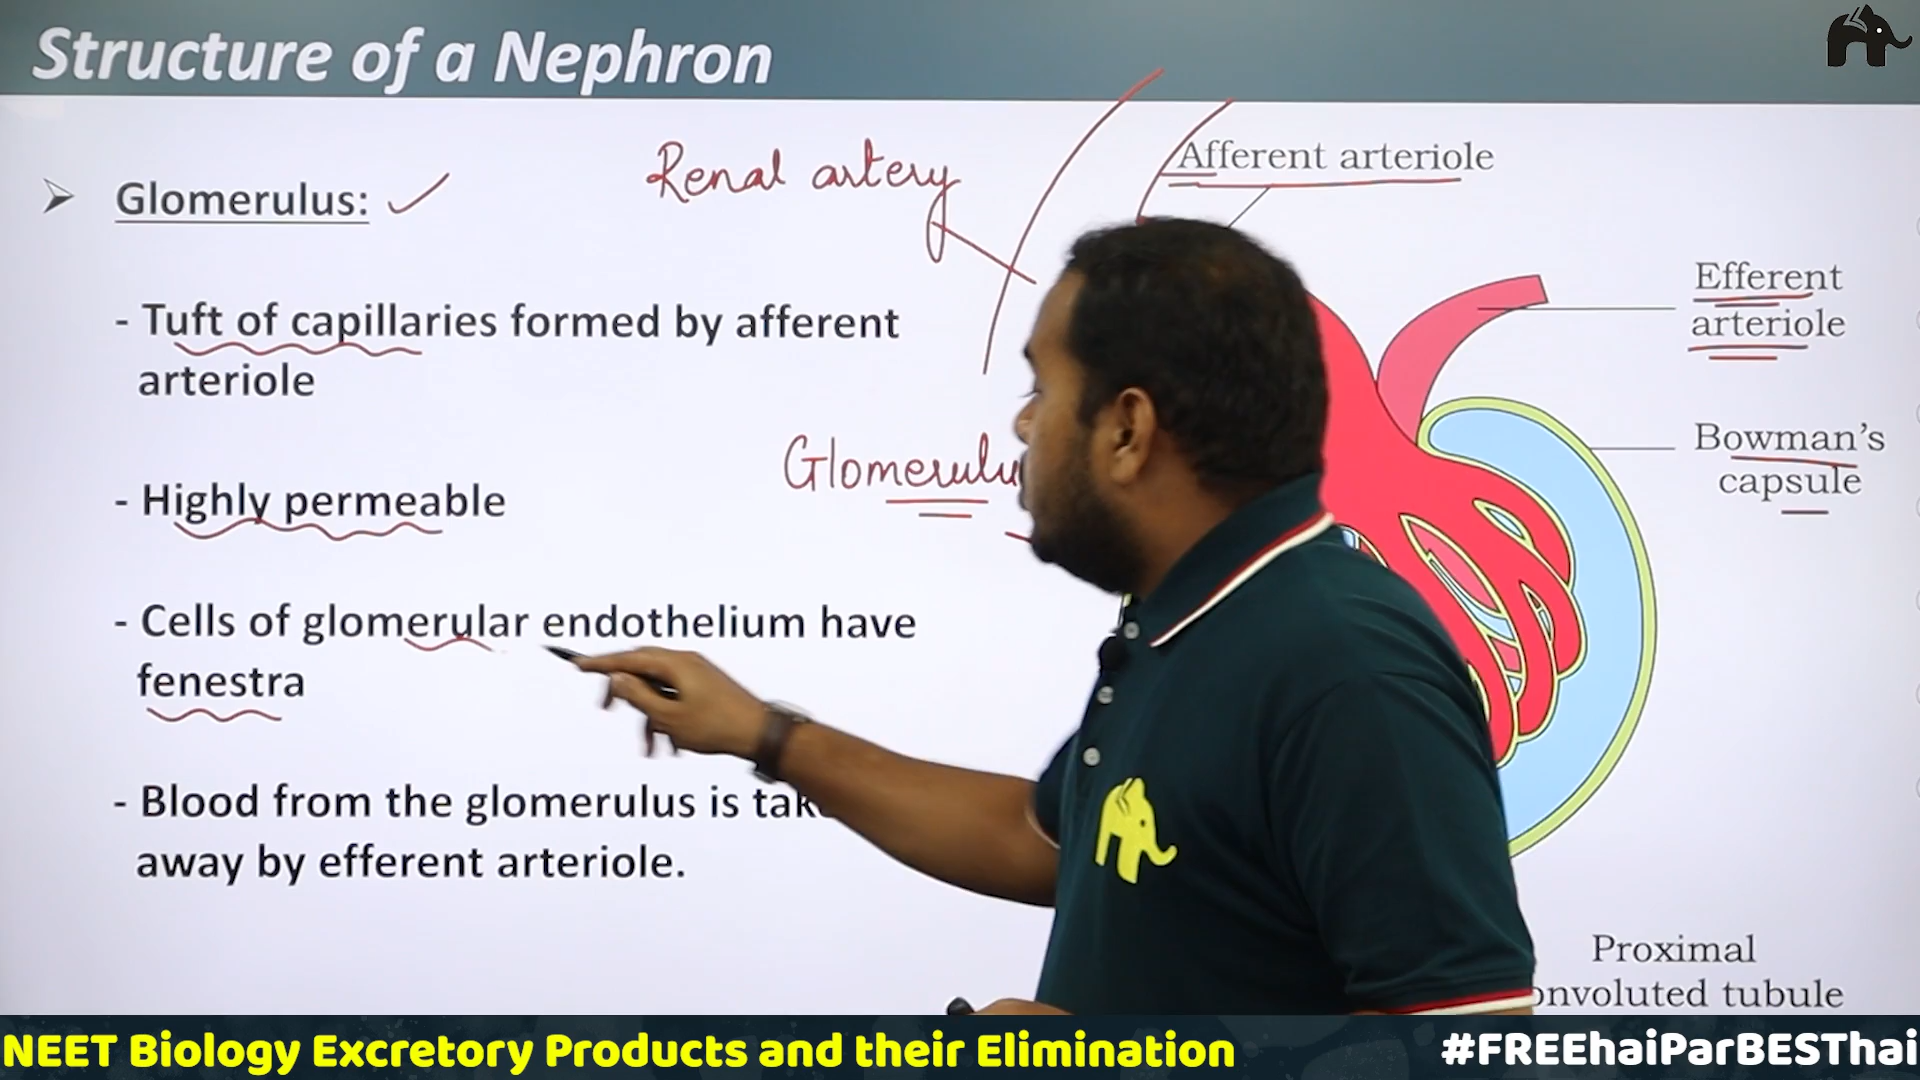 Structure of a Nephron
Renal artery
Afferent arteriole
➢ Glomerulus:
Efferent
arteriole
- Tuft of capillaries formed by afferent
arteriole
Bowman's
capsule
Glomerulu
- Highly permeable
- Cells of glomerular endothelium have
fenestra
- Blood from the glomerulus is
away by efferent arteriole.
Proximal
onvoluted tubule
NEET Biology Excretory Products and their Elimination
#FREEhaiParBESThai